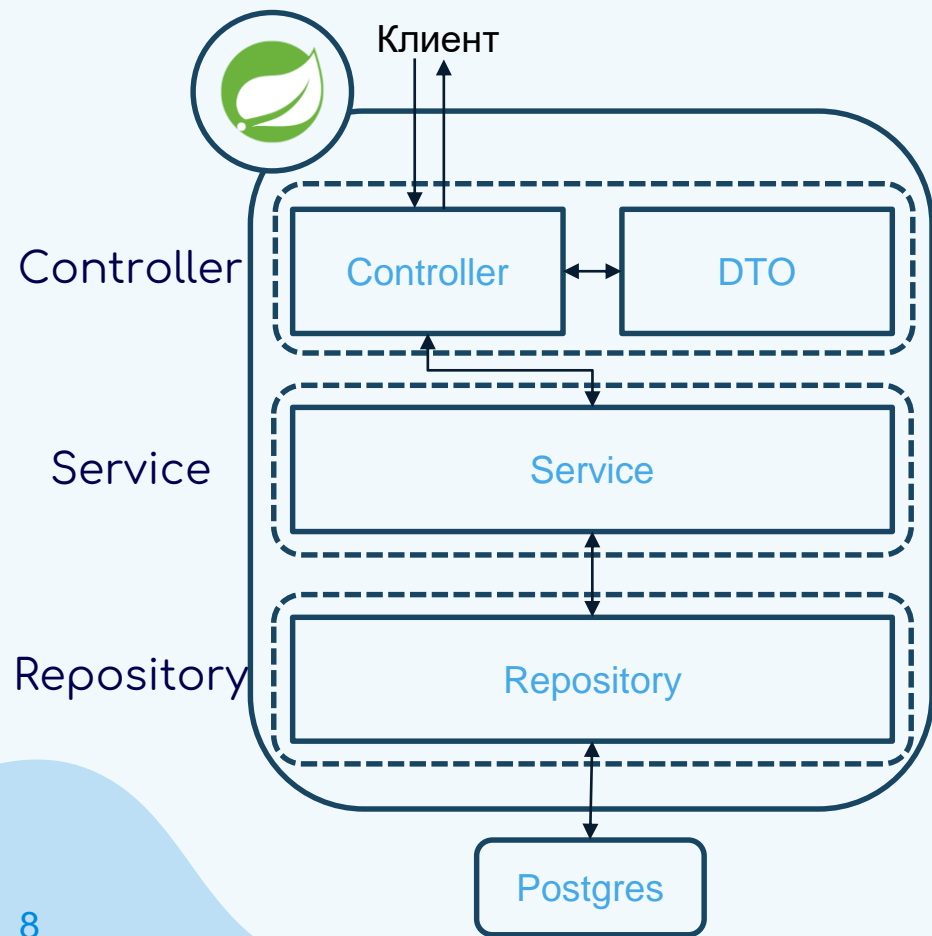 Клиент
Controller
Controller
DTO
Service
Service
Repository
Repository
Postgres
8